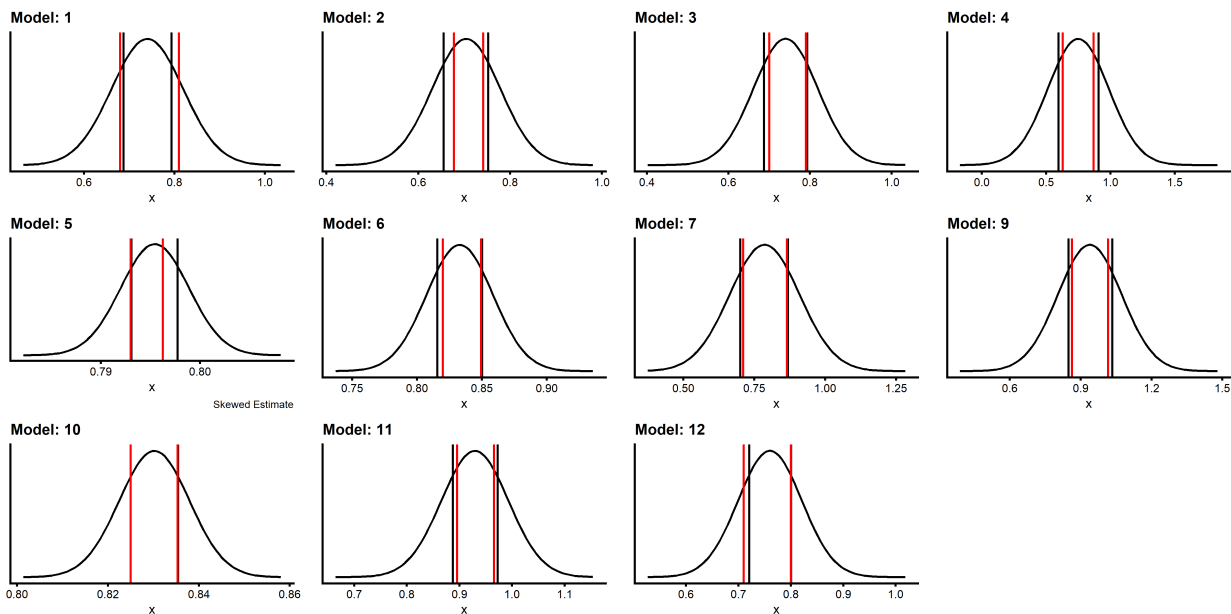 Model: 1
0.6 0.8 1.0
x
Model: 2
0.4 0.6 0.8 1.0
x
Model: 3
0.4 0.6 0.8 1.0
x
Model: 4
0.0 0.5 1.0 1.5
x
Model: 5
0.79 0.80
x
Skewed Estimate
Model: 6
0.75 0.80 0.85 0.90
x
Model: 7
0.50 0.75 1.00 1.25
x
Model: 9
0.6 0.9 1.2 1.5
x
Model: 10
0.80 0.82 0.84 0.86
x
Model: 11
0.7 0.8 0.9 1.0 1.1
x
Model: 12
0.6 0.7 0.8 0.9 1.0
x